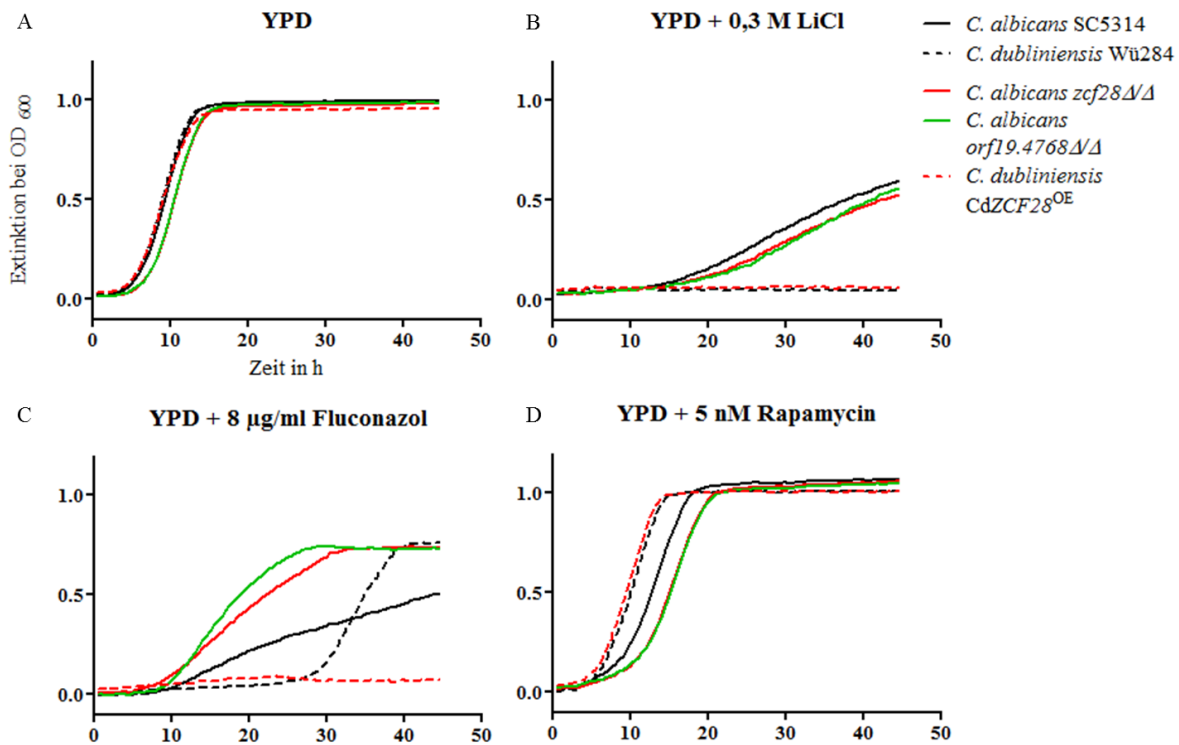 A
YPD
Extinktion bei OD 600
1.0
0.5
0.0
0 10 20 30 40 50
Zeit in h
B
YPD + 0,3 M LiCl
1.0
0.5
0.0
10 20 30 40 50
C. albicans SC5314
C. dubliniensis Wü284
C. albicans zcf28Δ/Δ
C. albicans
orf19.4768Δ/Δ
C. dubliniensis
CdZCF28OE
C
YPD + 8 µg/ml Fluconazol
1.0
0.5
0.0
0 10 20 30 40 50
D
YPD + 5 nM Rapamycin
1.0
0.5
0.0
0 10 20 30 40 50